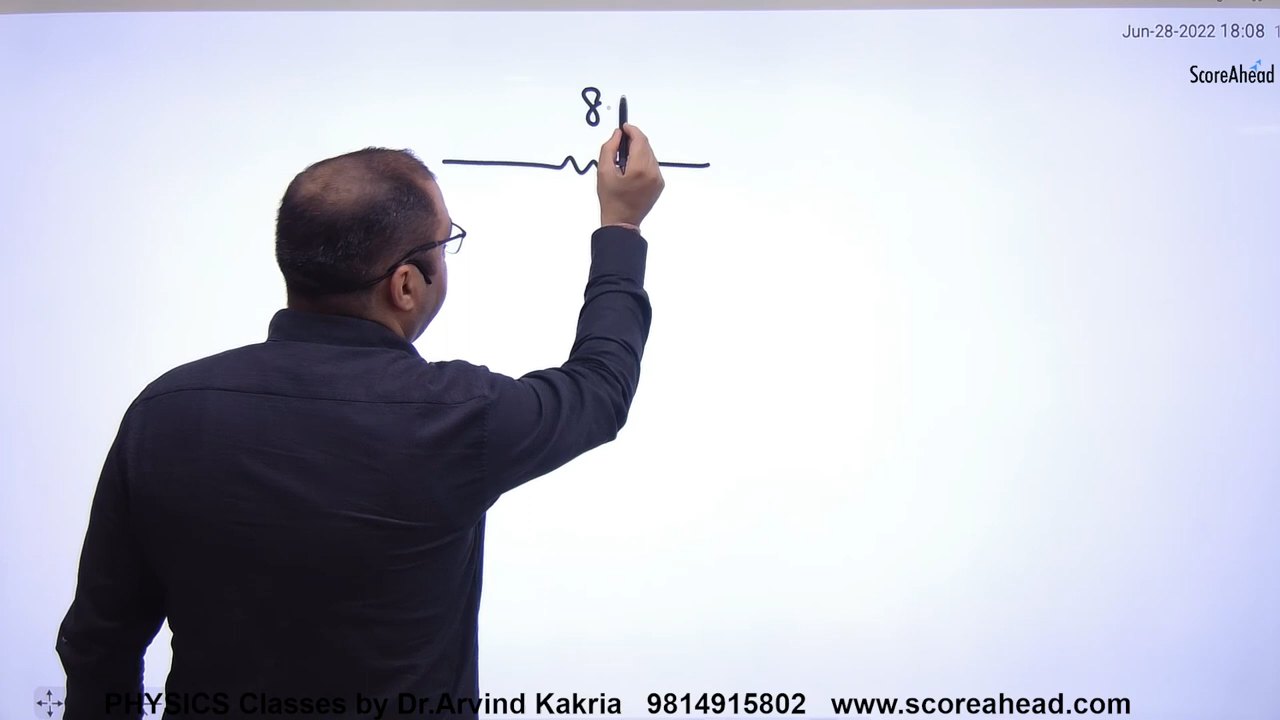 Jun-28-2022 18:08
ScoreAhead
8
PHYSICS Classes by Dr.Arvind Kakria 9814915802 www.scoreahead.com